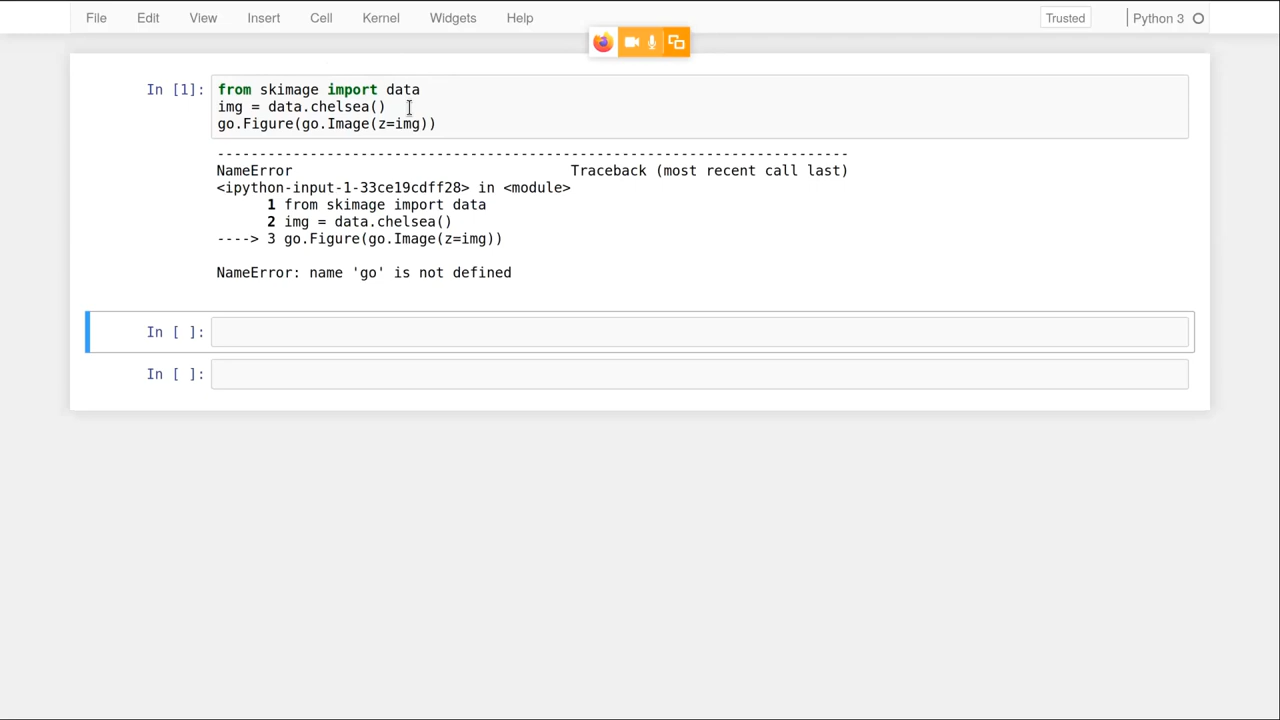 File Edit View Insert Cell Kernel Widgets Help Trusted Python 3
In [1]: from skimage import data
img = data.chelsea()
go.Figure(go.Image(z=img))
---------------------------------------------------------------------------
NameError Traceback (most recent call last)
<ipython-input-1-33ce19cdff28> in <module>
1 from skimage import data
2 img = data.chelsea()
----> 3 go.Figure(go.Image(z=img))
NameError: name 'go' is not defined
In [ ]:
In [ ]: